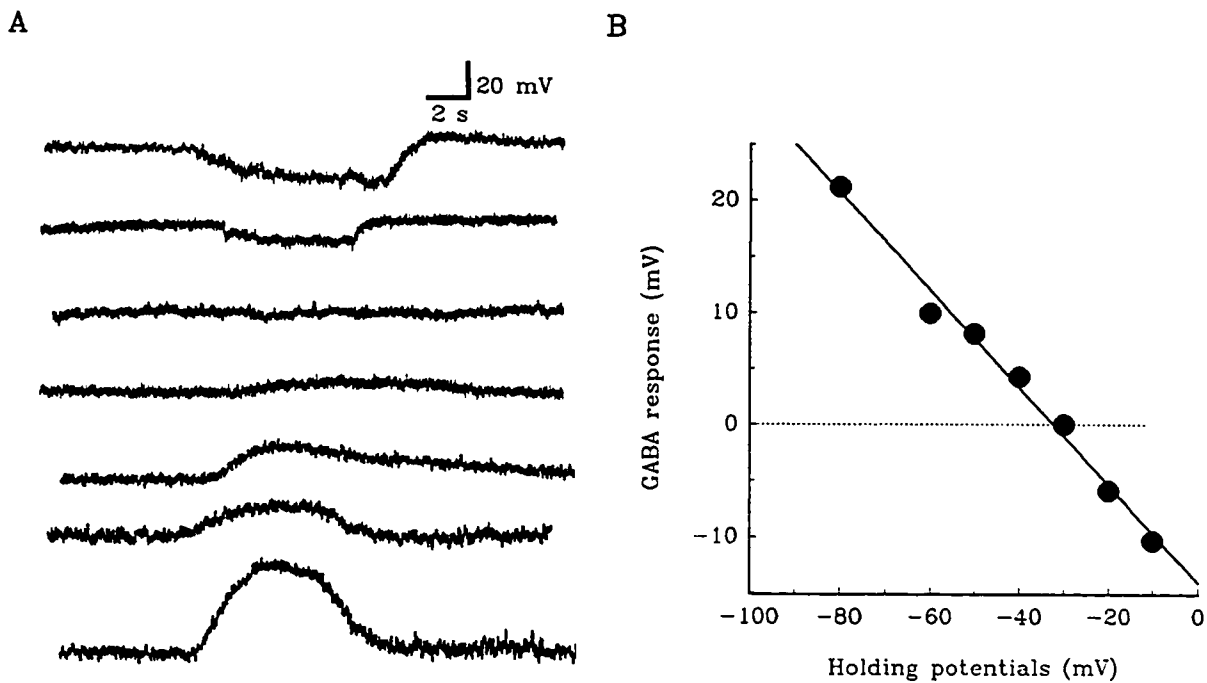 A
20 mV
2 s
B
GABA response (mV)
20
10
0
−10
−100
−80
−60
−40
−20
0
Holding potentials (mV)